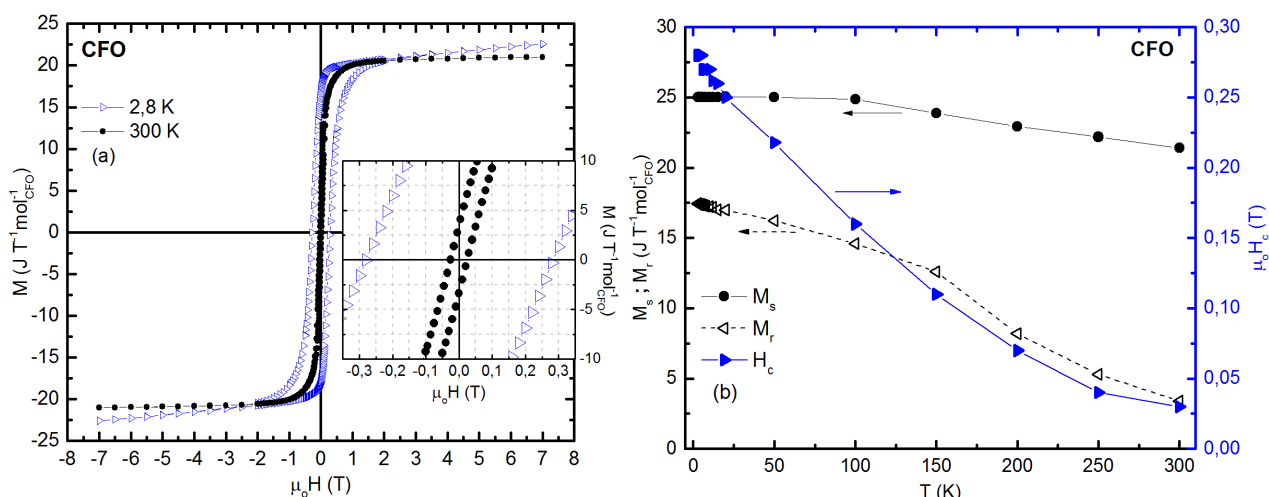 CFO
2,8 K
300 K
(a)
M (J T⁻¹mol⁻¹CFO)
25
20
15
10
5
0
-5
-10
-15
-20
-25
-8 -7 -6 -5 -4 -3 -2 -1 0 1 2 3 4 5 6 7 8
μoH (T)
10
5
0
-5
-10
M (J T⁻¹mol⁻¹CFO)
-0,3 -0,2 -0,1 0,0 0,1 0,2 0,3
μoH (T)
CFO
30
25
20
15
10
5
0
Ms ; Mr (J T⁻¹mol⁻¹CFO)
0,30
0,25
0,20
0,15
0,10
0,05
0,00
μoHc (T)
Ms
Mr
Hc
(b)
0 50 100 150 200 250 300
T (K)